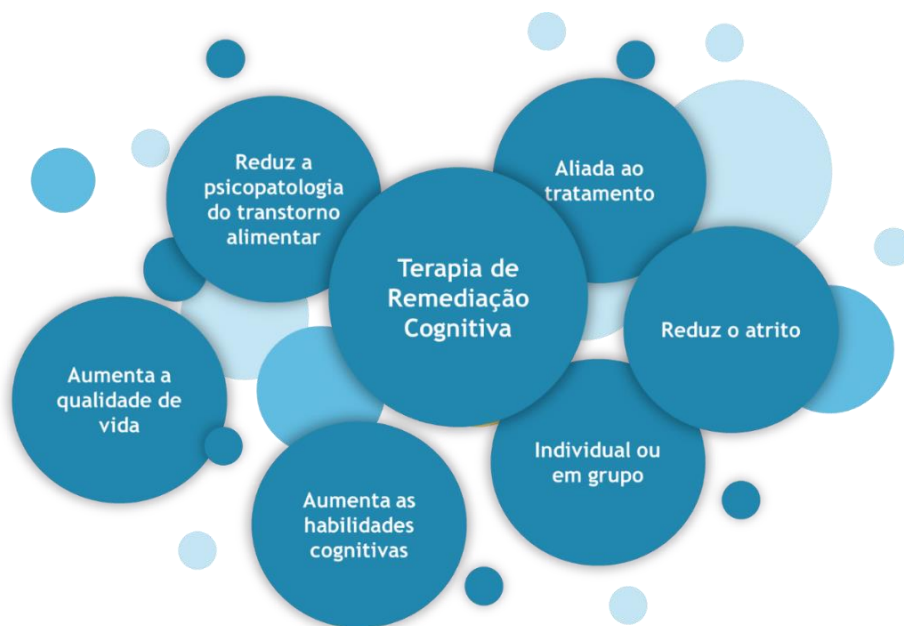 Reduz a
psicopatologia
do transtorno
alimentar
Aliada ao
tratamento
Terapia de
Remediação
Cognitiva
Reduz o atrito
Aumenta a
qualidade de
vida
Individual ou
em grupo
Aumenta as
habilidades
cognitivas